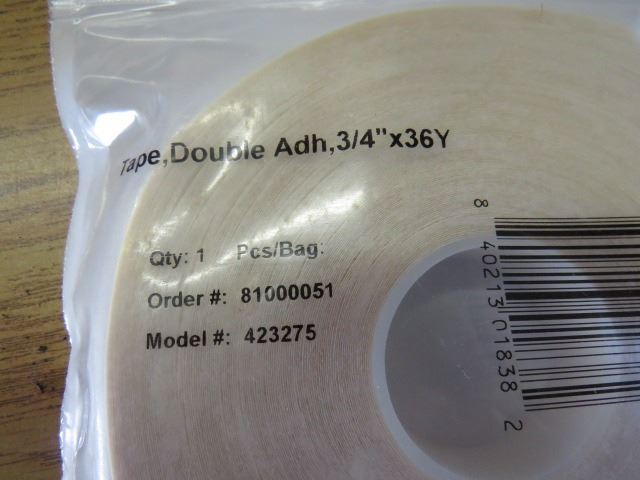 Tape,Double Adh,3/4"x36Y
Qty: 1 Pcs/Bag:
Order #: 81000051
Model #: 423275
8 40213 01838 2